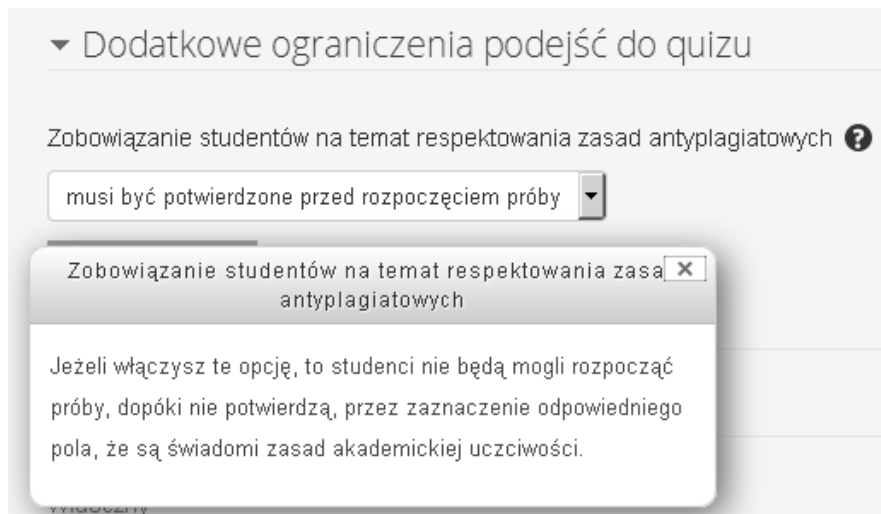 Dodatkowe ograniczenia podejść do quizu
Zobowiązanie studentów na temat respektowania zasad antyplagiatowych ?
musi być potwierdzone przed rozpoczęciem próby
Zobowiązanie studentów na temat respektowania zasa
antyplagiatowych
Jeżeli włączysz te opcję, to studenci nie będą mogli rozpocząć
próby, dopóki nie potwierdzą, przez zaznaczenie odpowiedniego
pola, że są świadomi zasad akademickiej uczciwości.